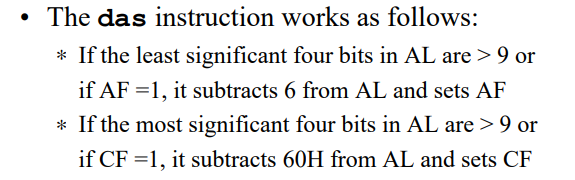 • The das instruction works as follows:
* If the least significant four bits in AL are > 9 or
if AF =1, it subtracts 6 from AL and sets AF
* If the most significant four bits in AL are > 9 or
if CF =1, it subtracts 60H from AL and sets CF